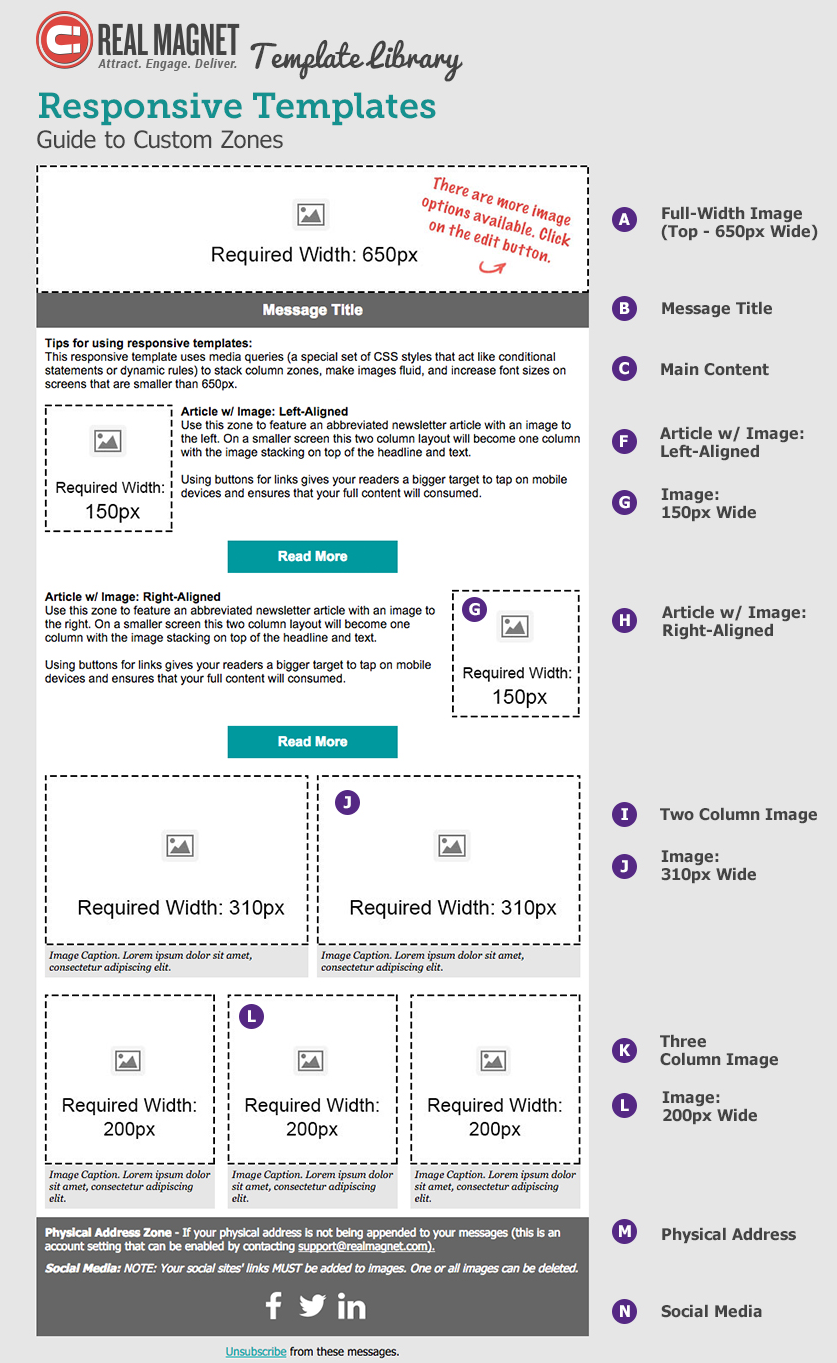 REAL MAGNET
Attract. Engage. Deliver.
Template Library
Responsive Templates
Guide to Custom Zones
There are more image
options available. Click
on the edit button.
Required Width: 650px
A Full-Width Image
(Top - 650px Wide)
Message Title
B Message Title
Tips for using responsive templates:
This responsive template uses media queries (a special set of CSS styles that act like conditional
statements or dynamic rules) to stack column zones, make images fluid, and increase font sizes on
screens that are smaller than 650px.
C Main Content
Required Width:
150px
Article w/ Image: Left-Aligned
Use this zone to feature an abbreviated newsletter article with an image to
the left. On a smaller screen this two column layout will become one column
with the image stacking on top of the headline and text.
Using buttons for links gives your readers a bigger target to tap on mobile
devices and ensures that your full content will consumed.
F Article w/ Image:
Left-Aligned
G Image:
150px Wide
Read More
Article w/ Image: Right-Aligned
Use this zone to feature an abbreviated newsletter article with an image to
the right. On a smaller screen this two column layout will become one
column with the image stacking on top of the headline and text.
Using buttons for links gives your readers a bigger target to tap on mobile
devices and ensures that your full content will consumed.
G
Required Width:
150px
H Article w/ Image:
Right-Aligned
Read More
Required Width: 310px
Image Caption. Lorem ipsum dolor sit amet,
consectetur adipiscing elit.
J
Required Width: 310px
Image Caption. Lorem ipsum dolor sit amet,
consectetur adipiscing elit.
I Two Column Image
J Image:
310px Wide
Required Width:
200px
Image Caption. Lorem ipsum dolor
sit amet, consectetur adipiscing
elit.
L
Required Width:
200px
Image Caption. Lorem ipsum dolor
sit amet, consectetur adipiscing
elit.
Required Width:
200px
Image Caption. Lorem ipsum dolor
sit amet, consectetur adipiscing
elit.
K Three
Column Image
L Image:
200px Wide
Physical Address Zone - If your physical address is not being appended to your messages (this is an
account setting that can be enabled by contacting support@realmagnet.com).
M Physical Address
Social Media: NOTE: Your social sites' links MUST be added to images. One or all images can be deleted.
f in
N Social Media
Unsubscribe from these messages.